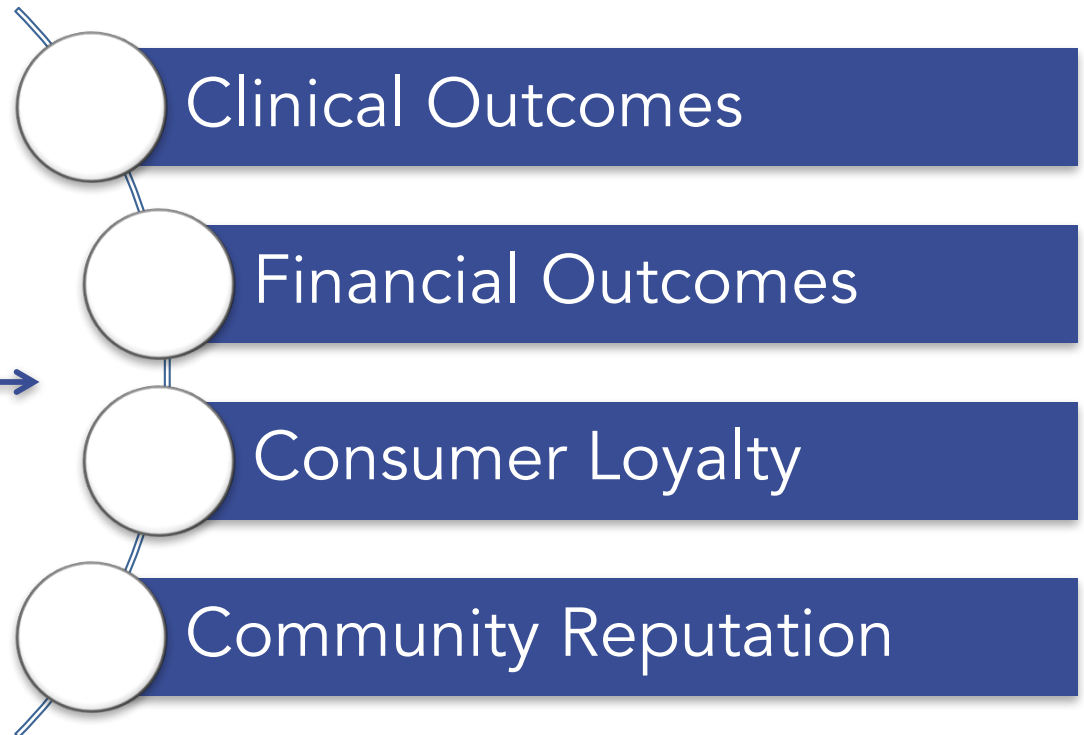 Clinical Outcomes
Financial Outcomes
Consumer Loyalty
Community Reputation